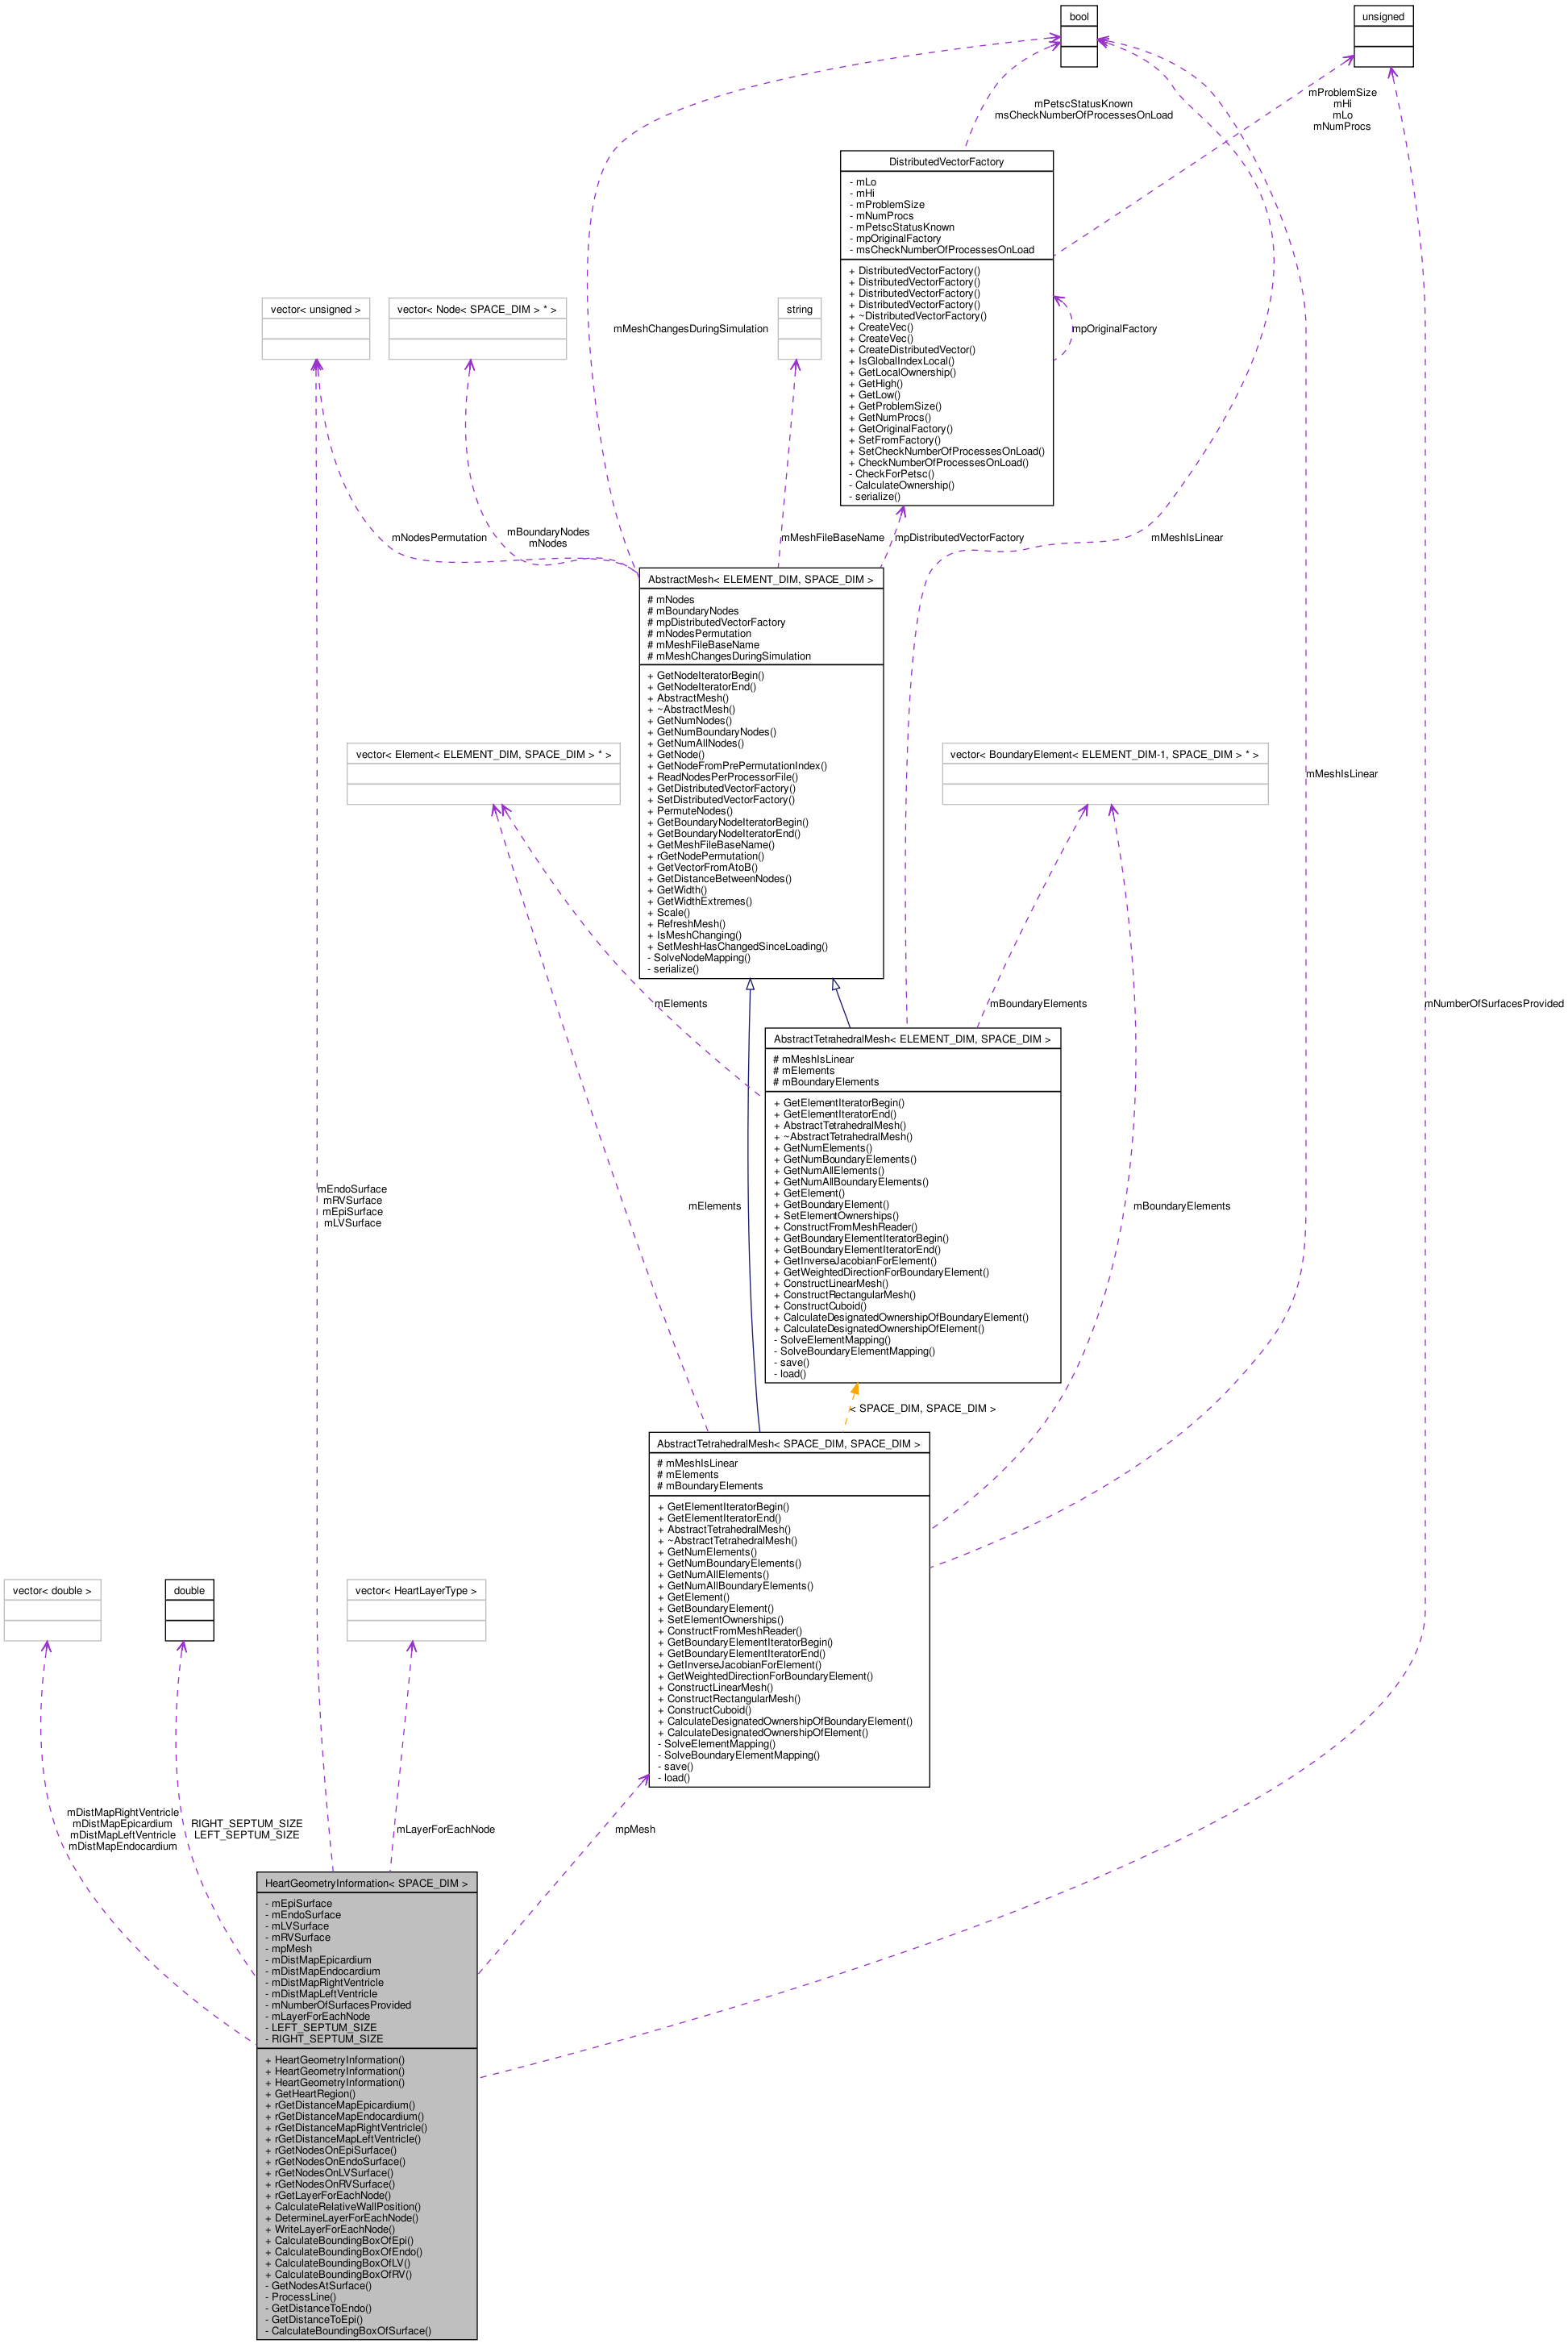 bool
unsigned
mProblemSize
mHi
mLo
mNumProcs
mPetscStatusKnown
msCheckNumberOfProcessesOnLoad
DistributedVectorFactory
- mLo
- mHi
- mProblemSize
- mNumProcs
- mPetscStatusKnown
- mpOriginalFactory
- msCheckNumberOfProcessesOnLoad
+ DistributedVectorFactory()
+ DistributedVectorFactory()
+ DistributedVectorFactory()
+ DistributedVectorFactory()
+ ~DistributedVectorFactory()
+ CreateVec()
+ CreateVec()
+ CreateDistributedVector()
+ IsGlobalIndexLocal()
+ GetLocalOwnership()
+ GetHigh()
+ GetLow()
+ GetProblemSize()
+ GetNumProcs()
+ GetOriginalFactory()
+ SetFromFactory()
+ SetCheckNumberOfProcessesOnLoad()
+ CheckNumberOfProcessesOnLoad()
- CheckForPetsc()
- CalculateOwnership()
- serialize()
vector< unsigned >
vector< Node< SPACE_DIM > * >
string
mMeshChangesDuringSimulation
mpOriginalFactory
mNodesPermutation
mBoundaryNodes
mNodes
mMeshFileBaseName
mpDistributedVectorFactory
mMeshIsLinear
AbstractMesh< ELEMENT_DIM, SPACE_DIM >
# mNodes
# mBoundaryNodes
# mpDistributedVectorFactory
# mNodesPermutation
# mMeshFileBaseName
# mMeshChangesDuringSimulation
+ GetNodeIteratorBegin()
+ GetNodeIteratorEnd()
+ AbstractMesh()
+ ~AbstractMesh()
+ GetNumNodes()
+ GetNumBoundaryNodes()
+ GetNumAllNodes()
+ GetNode()
+ GetNodeFromPrePermutationIndex()
+ ReadNodesPerProcessorFile()
+ GetDistributedVectorFactory()
+ SetDistributedVectorFactory()
+ PermuteNodes()
+ GetBoundaryNodeIteratorBegin()
+ GetBoundaryNodeIteratorEnd()
+ GetMeshFileBaseName()
+ rGetNodePermutation()
+ GetVectorFromAtoB()
+ GetDistanceBetweenNodes()
+ GetWidth()
+ GetWidthExtremes()
+ Scale()
+ RefreshMesh()
+ IsMeshChanging()
+ SetMeshHasChangedSinceLoading()
- SolveNodeMapping()
- serialize()
vector< Element< ELEMENT_DIM, SPACE_DIM > * >
vector< BoundaryElement< ELEMENT_DIM-1, SPACE_DIM > * >
mMeshIsLinear
mElements
mBoundaryElements
mNumberOfSurfacesProvided
AbstractTetrahedralMesh< ELEMENT_DIM, SPACE_DIM >
# mMeshIsLinear
# mElements
# mBoundaryElements
+ GetElementIteratorBegin()
+ GetElementIteratorEnd()
+ AbstractTetrahedralMesh()
+ ~AbstractTetrahedralMesh()
+ GetNumElements()
+ GetNumBoundaryElements()
+ GetNumAllElements()
+ GetNumAllBoundaryElements()
+ GetElement()
+ GetBoundaryElement()
+ SetElementOwnerships()
+ ConstructFromMeshReader()
+ GetBoundaryElementIteratorBegin()
+ GetBoundaryElementIteratorEnd()
+ GetInverseJacobianForElement()
+ GetWeightedDirectionForBoundaryElement()
+ ConstructLinearMesh()
+ ConstructRectangularMesh()
+ ConstructCuboid()
+ CalculateDesignatedOwnershipOfBoundaryElement()
+ CalculateDesignatedOwnershipOfElement()
- SolveElementMapping()
- SolveBoundaryElementMapping()
- save()
- load()
mEndoSurface
mRVSurface
mEpiSurface
mLVSurface
mElements
mBoundaryElements
< SPACE_DIM, SPACE_DIM >
AbstractTetrahedralMesh< SPACE_DIM, SPACE_DIM >
# mMeshIsLinear
# mElements
# mBoundaryElements
+ GetElementIteratorBegin()
+ GetElementIteratorEnd()
+ AbstractTetrahedralMesh()
+ ~AbstractTetrahedralMesh()
+ GetNumElements()
+ GetNumBoundaryElements()
+ GetNumAllElements()
+ GetNumAllBoundaryElements()
+ GetElement()
+ GetBoundaryElement()
+ SetElementOwnerships()
+ ConstructFromMeshReader()
+ GetBoundaryElementIteratorBegin()
+ GetBoundaryElementIteratorEnd()
+ GetInverseJacobianForElement()
+ GetWeightedDirectionForBoundaryElement()
+ ConstructLinearMesh()
+ ConstructRectangularMesh()
+ ConstructCuboid()
+ CalculateDesignatedOwnershipOfBoundaryElement()
+ CalculateDesignatedOwnershipOfElement()
- SolveElementMapping()
- SolveBoundaryElementMapping()
- save()
- load()
vector< double >
double
vector< HeartLayerType >
mDistMapRightVentricle
mDistMapEpicardium
mDistMapLeftVentricle
mDistMapEndocardium
RIGHT_SEPTUM_SIZE
LEFT_SEPTUM_SIZE
mLayerForEachNode
mpMesh
HeartGeometryInformation< SPACE_DIM >
- mEpiSurface
- mEndoSurface
- mLVSurface
- mRVSurface
- mpMesh
- mDistMapEpicardium
- mDistMapEndocardium
- mDistMapRightVentricle
- mDistMapLeftVentricle
- mNumberOfSurfacesProvided
- mLayerForEachNode
- LEFT_SEPTUM_SIZE
- RIGHT_SEPTUM_SIZE
+ HeartGeometryInformation()
+ HeartGeometryInformation()
+ HeartGeometryInformation()
+ GetHeartRegion()
+ rGetDistanceMapEpicardium()
+ rGetDistanceMapEndocardium()
+ rGetDistanceMapRightVentricle()
+ rGetDistanceMapLeftVentricle()
+ rGetNodesOnEpiSurface()
+ rGetNodesOnEndoSurface()
+ rGetNodesOnLVSurface()
+ rGetNodesOnRVSurface()
+ rGetLayerForEachNode()
+ CalculateRelativeWallPosition()
+ DetermineLayerForEachNode()
+ WriteLayerForEachNode()
+ CalculateBoundingBoxOfEpi()
+ CalculateBoundingBoxOfEndo()
+ CalculateBoundingBoxOfLV()
+ CalculateBoundingBoxOfRV()
- GetNodesAtSurface()
- ProcessLine()
- GetDistanceToEndo()
- GetDistanceToEpi()
- CalculateBoundingBoxOfSurface()